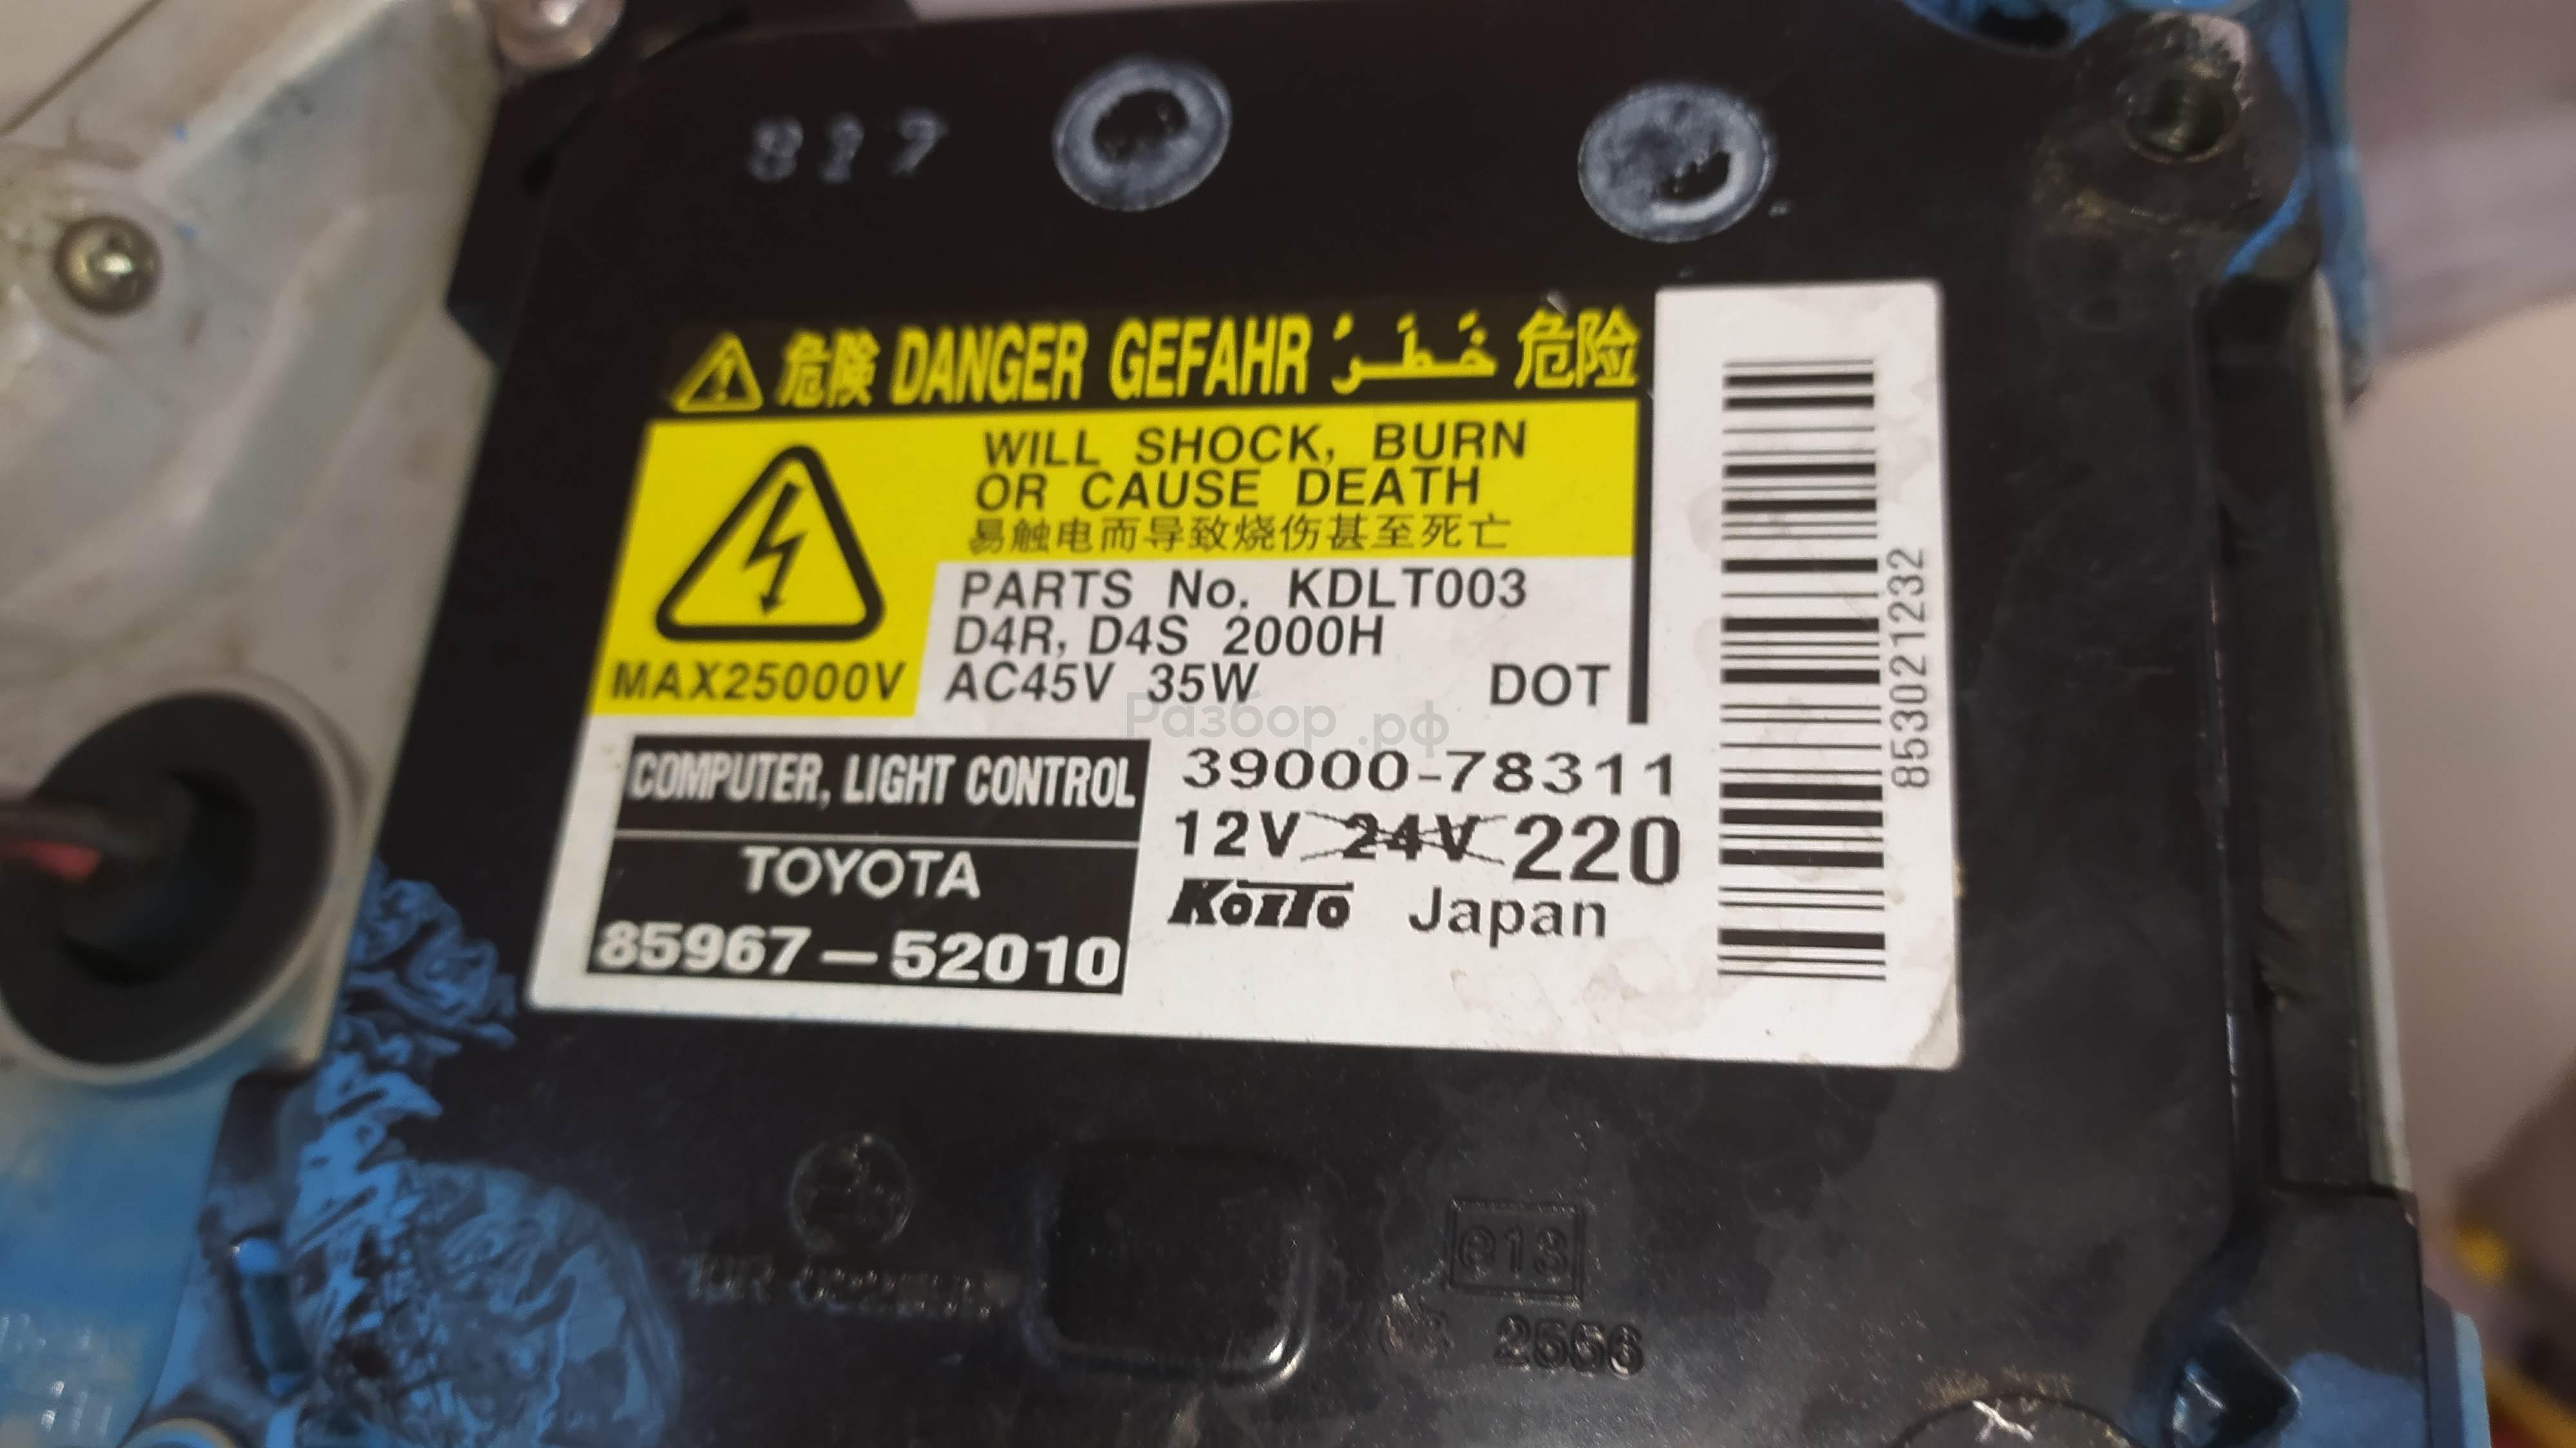 817
危険 DANGER GEFAHR خَطَرْ 危险
WILL SHOCK, BURN
OR CAUSE DEATH
易触电而导致烧伤甚至死亡
MAX25000V
PARTS No. KDLT003
D4R, D4S 2000H
AC45V 35W DOT
Разбор.рф
COMPUTER, LIGHT CONTROL
TOYOTA
85967-52010
39000-78311
12V 24V 220
KOITO Japan
853021232
e13
2556